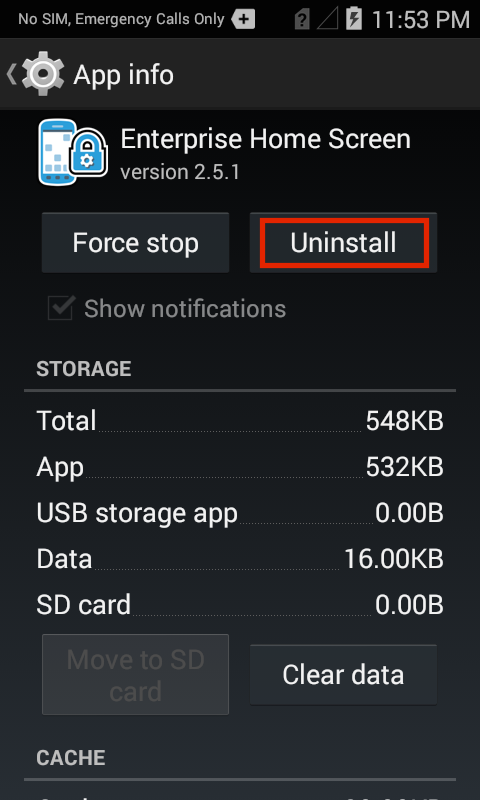 No SIM, Emergency Calls Only 11:53 PM
App info
Enterprise Home Screen
version 2.5.1
Force stop Uninstall
Show notifications
STORAGE
Total 548KB
App 532KB
USB storage app 0.00B
Data 16.00KB
SD card 0.00B
Move to SD
card
Clear data
CACHE